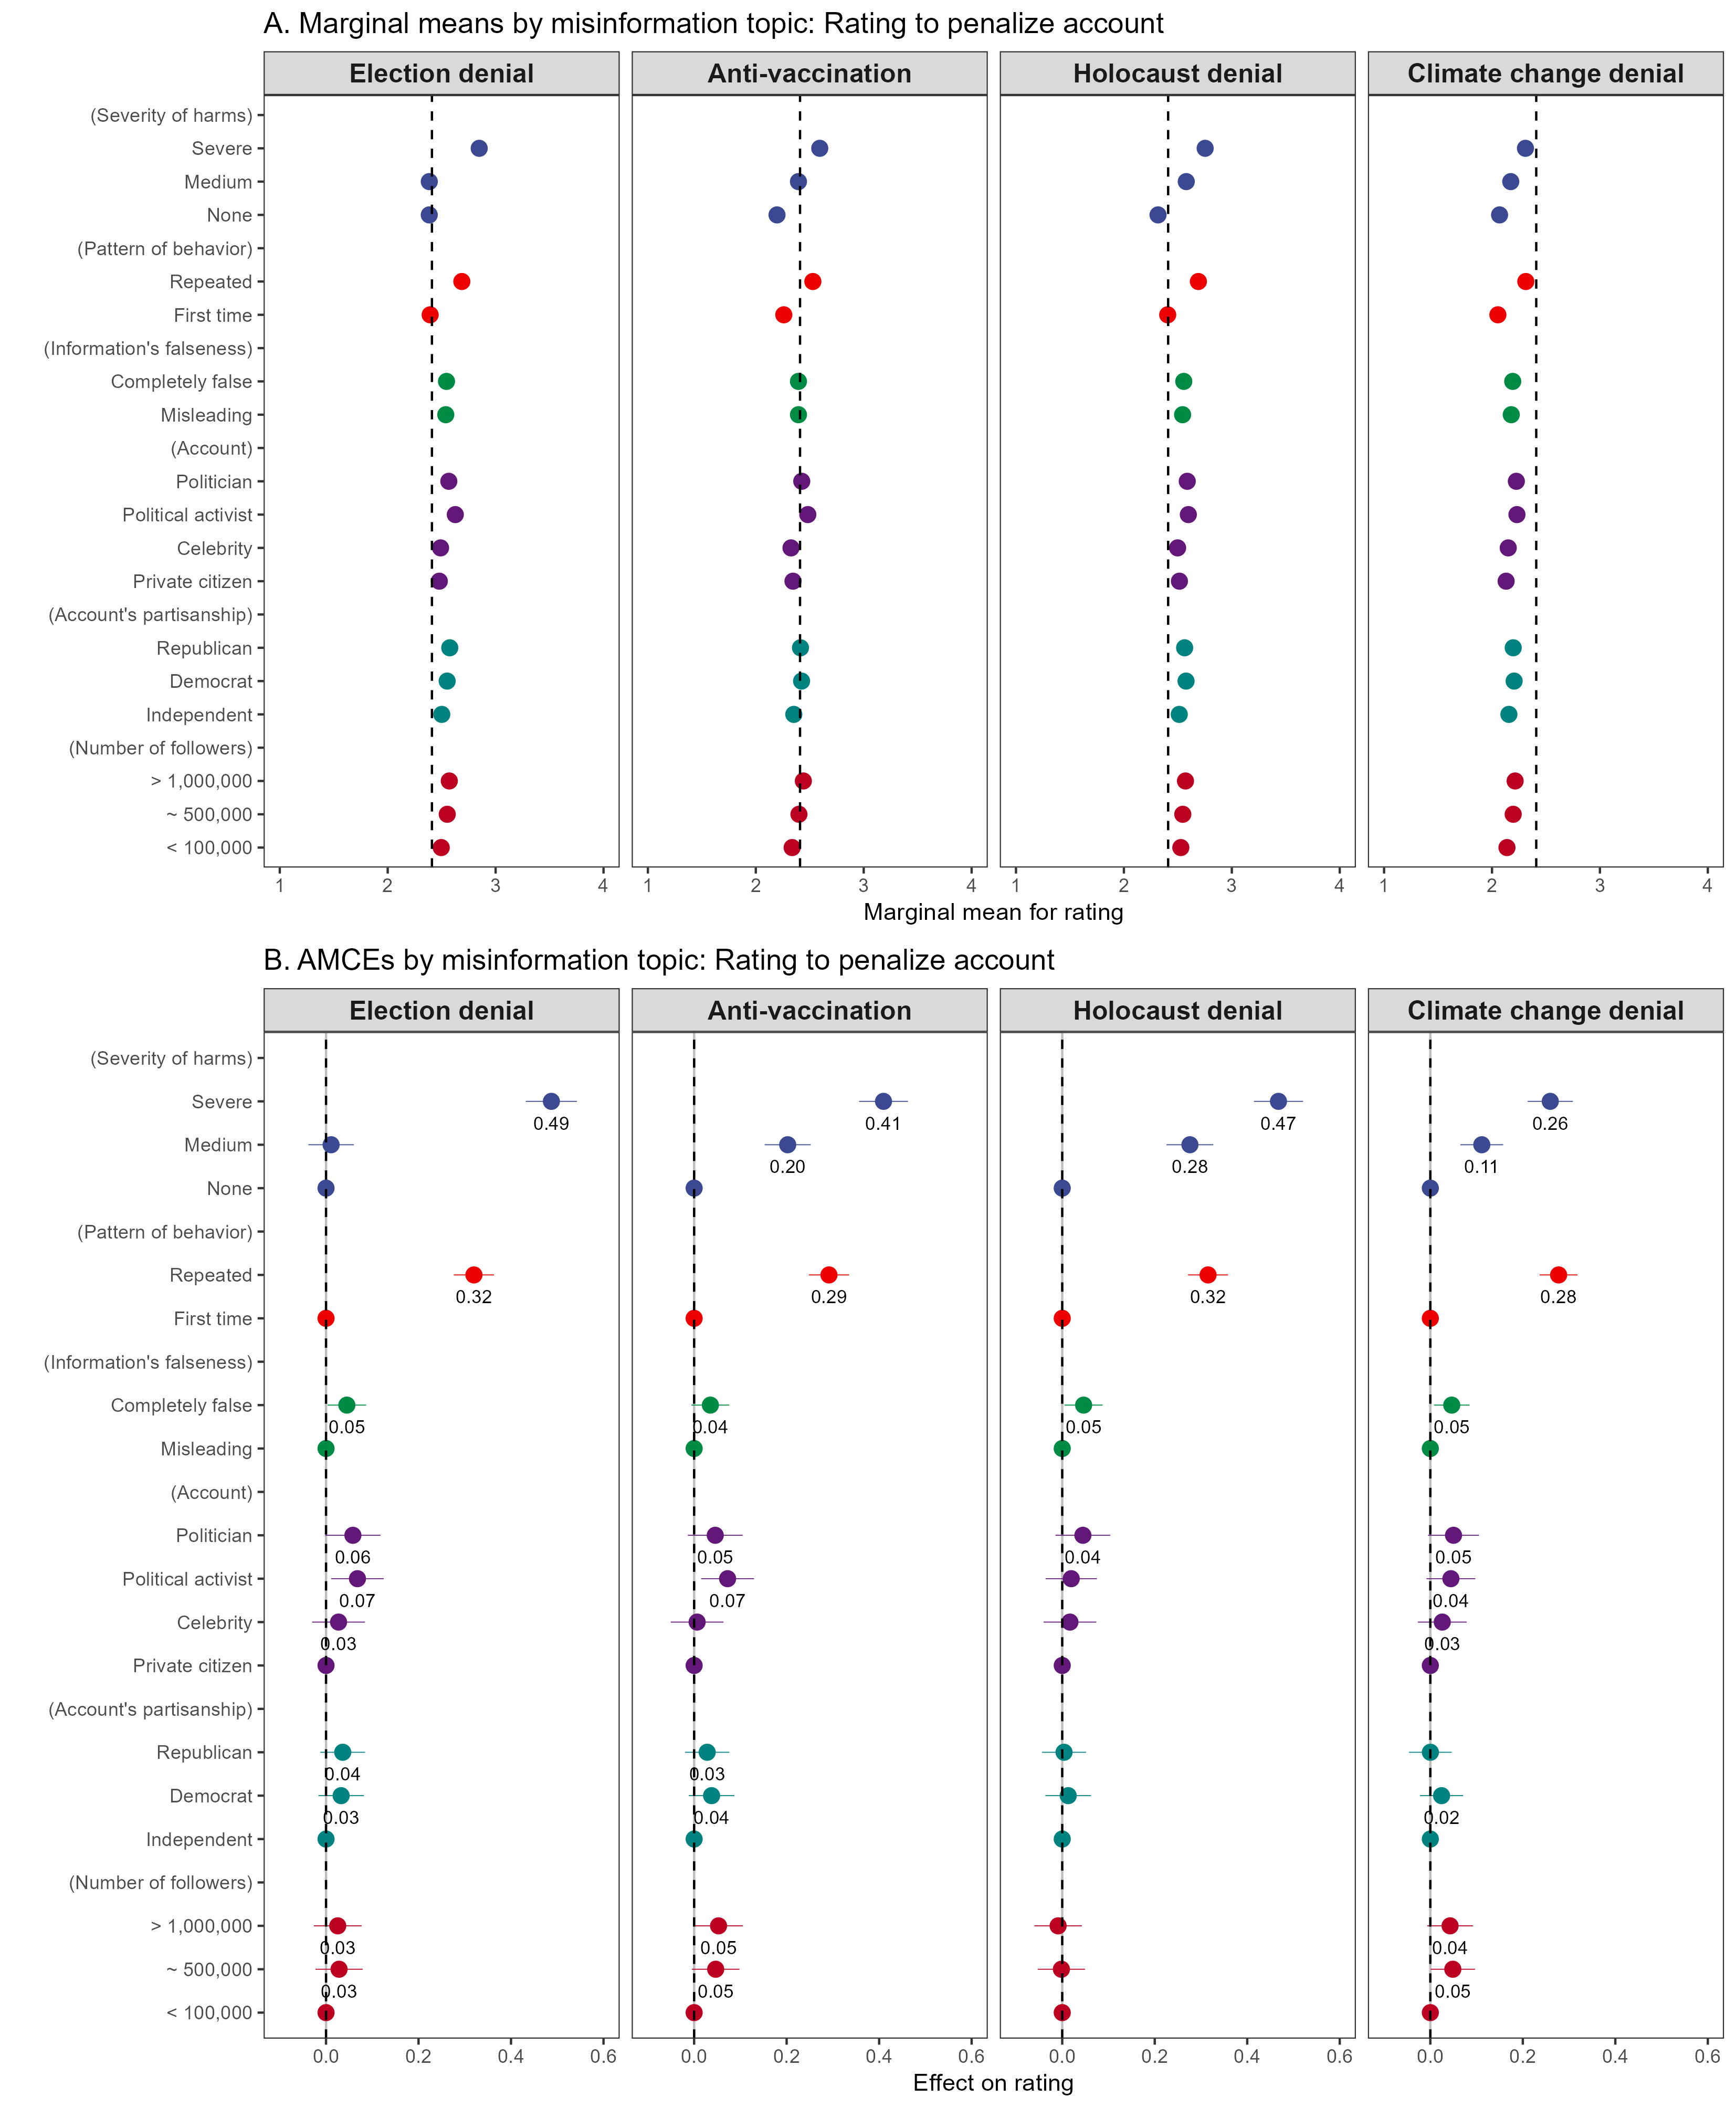 A. Marginal means by misinformation topic: Rating to penalize account
Election denial Anti-vaccination Holocaust denial Climate change denial
(Severity of harms)
Severe
Medium
None
(Pattern of behavior)
Repeated
First time
(Information's falseness)
Completely false
Misleading
(Account)
Politician
Political activist
Celebrity
Private citizen
(Account's partisanship)
Republican
Democrat
Independent
(Number of followers)
> 1,000,000
~ 500,000
< 100,000
1 2 3 4 1 2 3 4 1 2 3 4 1 2 3 4
Marginal mean for rating
B. AMCEs by misinformation topic: Rating to penalize account
Election denial Anti-vaccination Holocaust denial Climate change denial
(Severity of harms)
Severe
0.49 0.41 0.47 0.26
Medium
0.20 0.28 0.11
None
(Pattern of behavior)
Repeated
0.32 0.29 0.32 0.28
First time
(Information's falseness)
Completely false
0.05 0.04 0.05 0.05
Misleading
(Account)
Politician
0.06 0.05 0.04 0.05
Political activist
0.07 0.07 0.04
Celebrity
0.03 0.03
Private citizen
(Account's partisanship)
Republican
0.04 0.03
Democrat
0.03 0.04 0.02
Independent
(Number of followers)
> 1,000,000
0.03 0.05 0.04
~ 500,000
0.03 0.05 0.05
< 100,000
0.0 0.2 0.4 0.6 0.0 0.2 0.4 0.6 0.0 0.2 0.4 0.6 0.0 0.2 0.4 0.6
Effect on rating